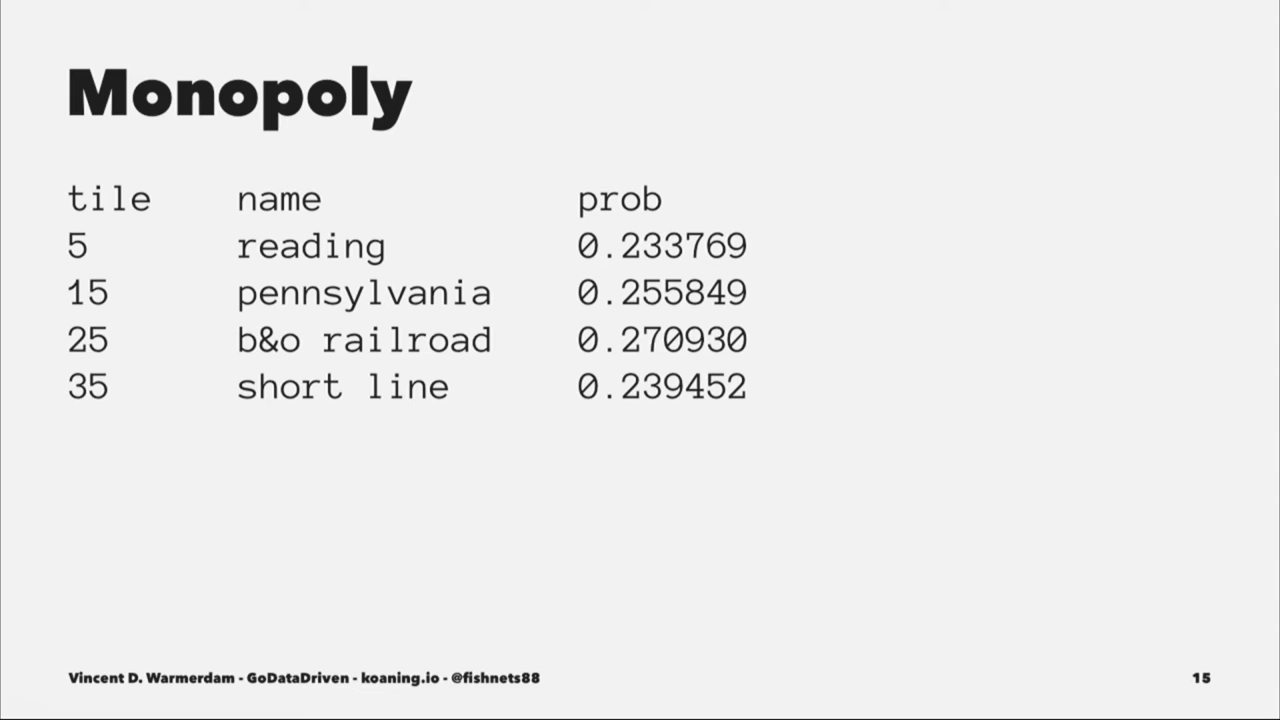 Monopoly
tile name prob
5 reading 0.233769
15 pennsylvania 0.255849
25 b&o railroad 0.270930
35 short line 0.239452
Vincent D. Warmerdam - GoDataDriven - koaning.io - @fishnets88 15